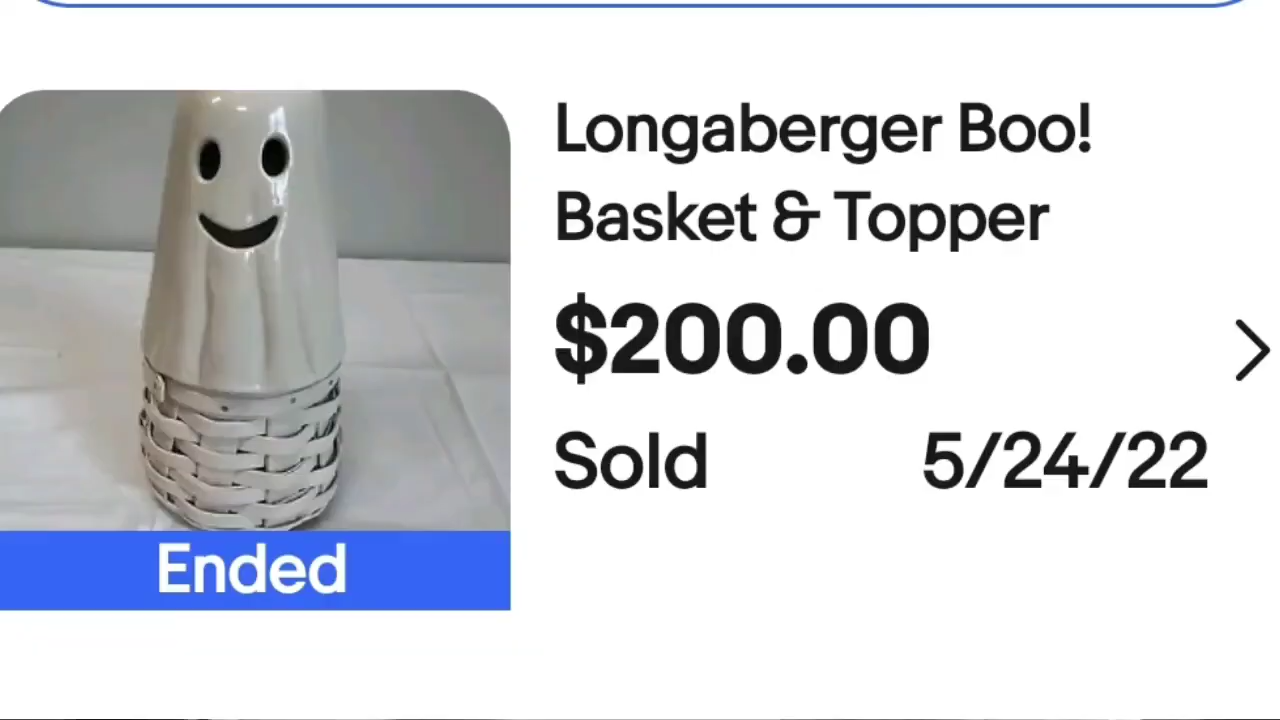 Longaberger Boo!
Basket & Topper
$200.00
Sold 5/24/22
Ended